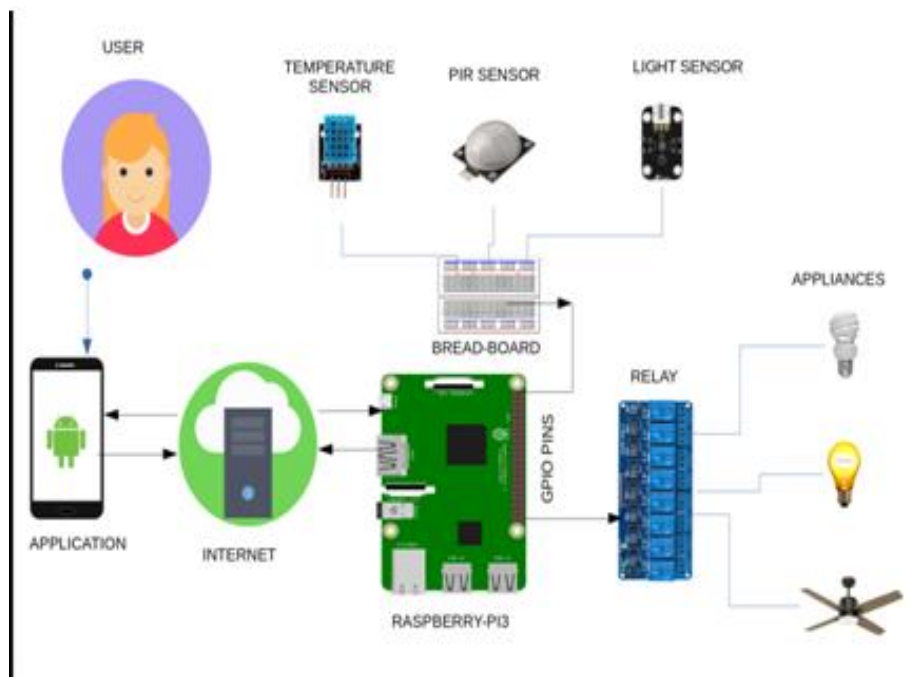 USER
TEMPERATURE
SENSOR
PIR SENSOR
LIGHT SENSOR
APPLIANCES
BREAD-BOARD
RELAY
GPIO PINS
APPLICATION
INTERNET
RASPBERRY-PI3